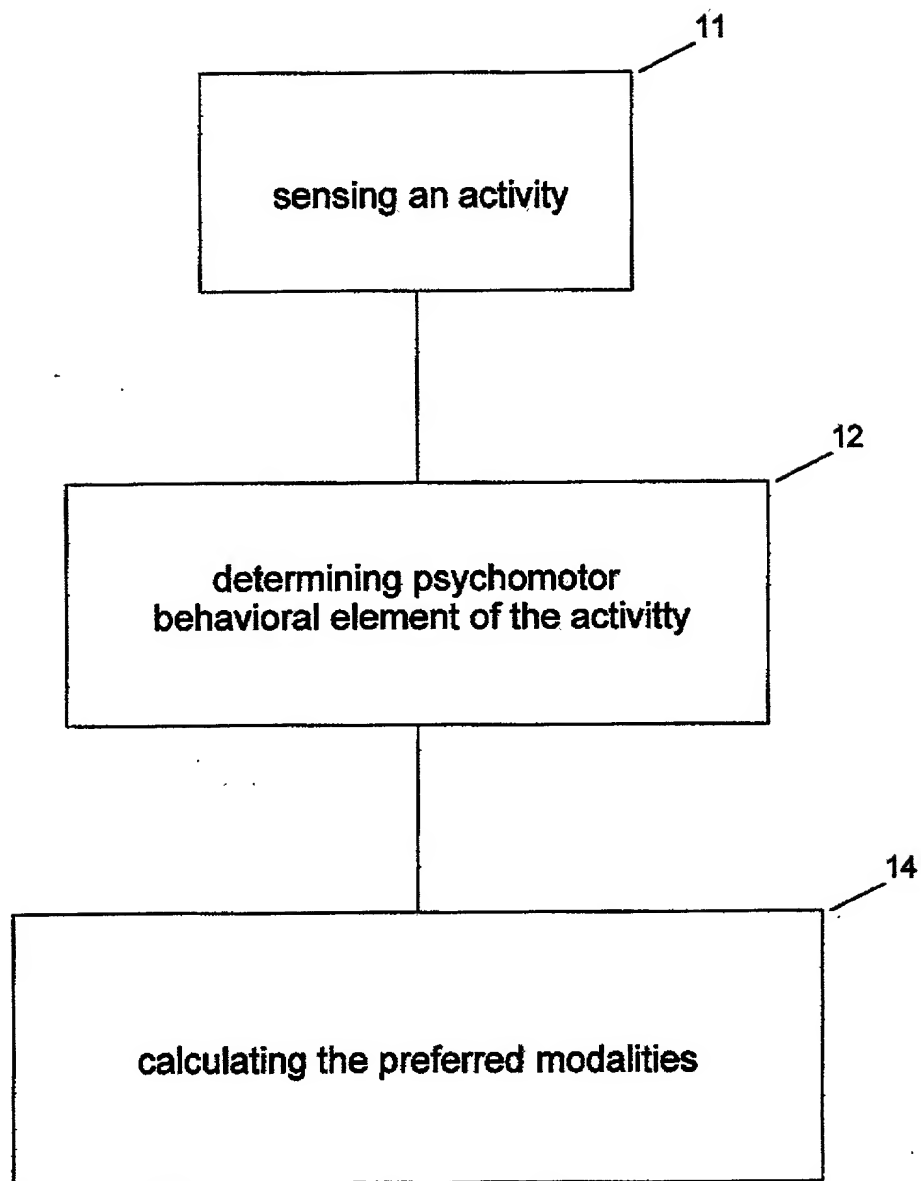 11
sensing an activity
12
determining psychomotor
behavioral element of the activitty
14
calculating the preferred modalities